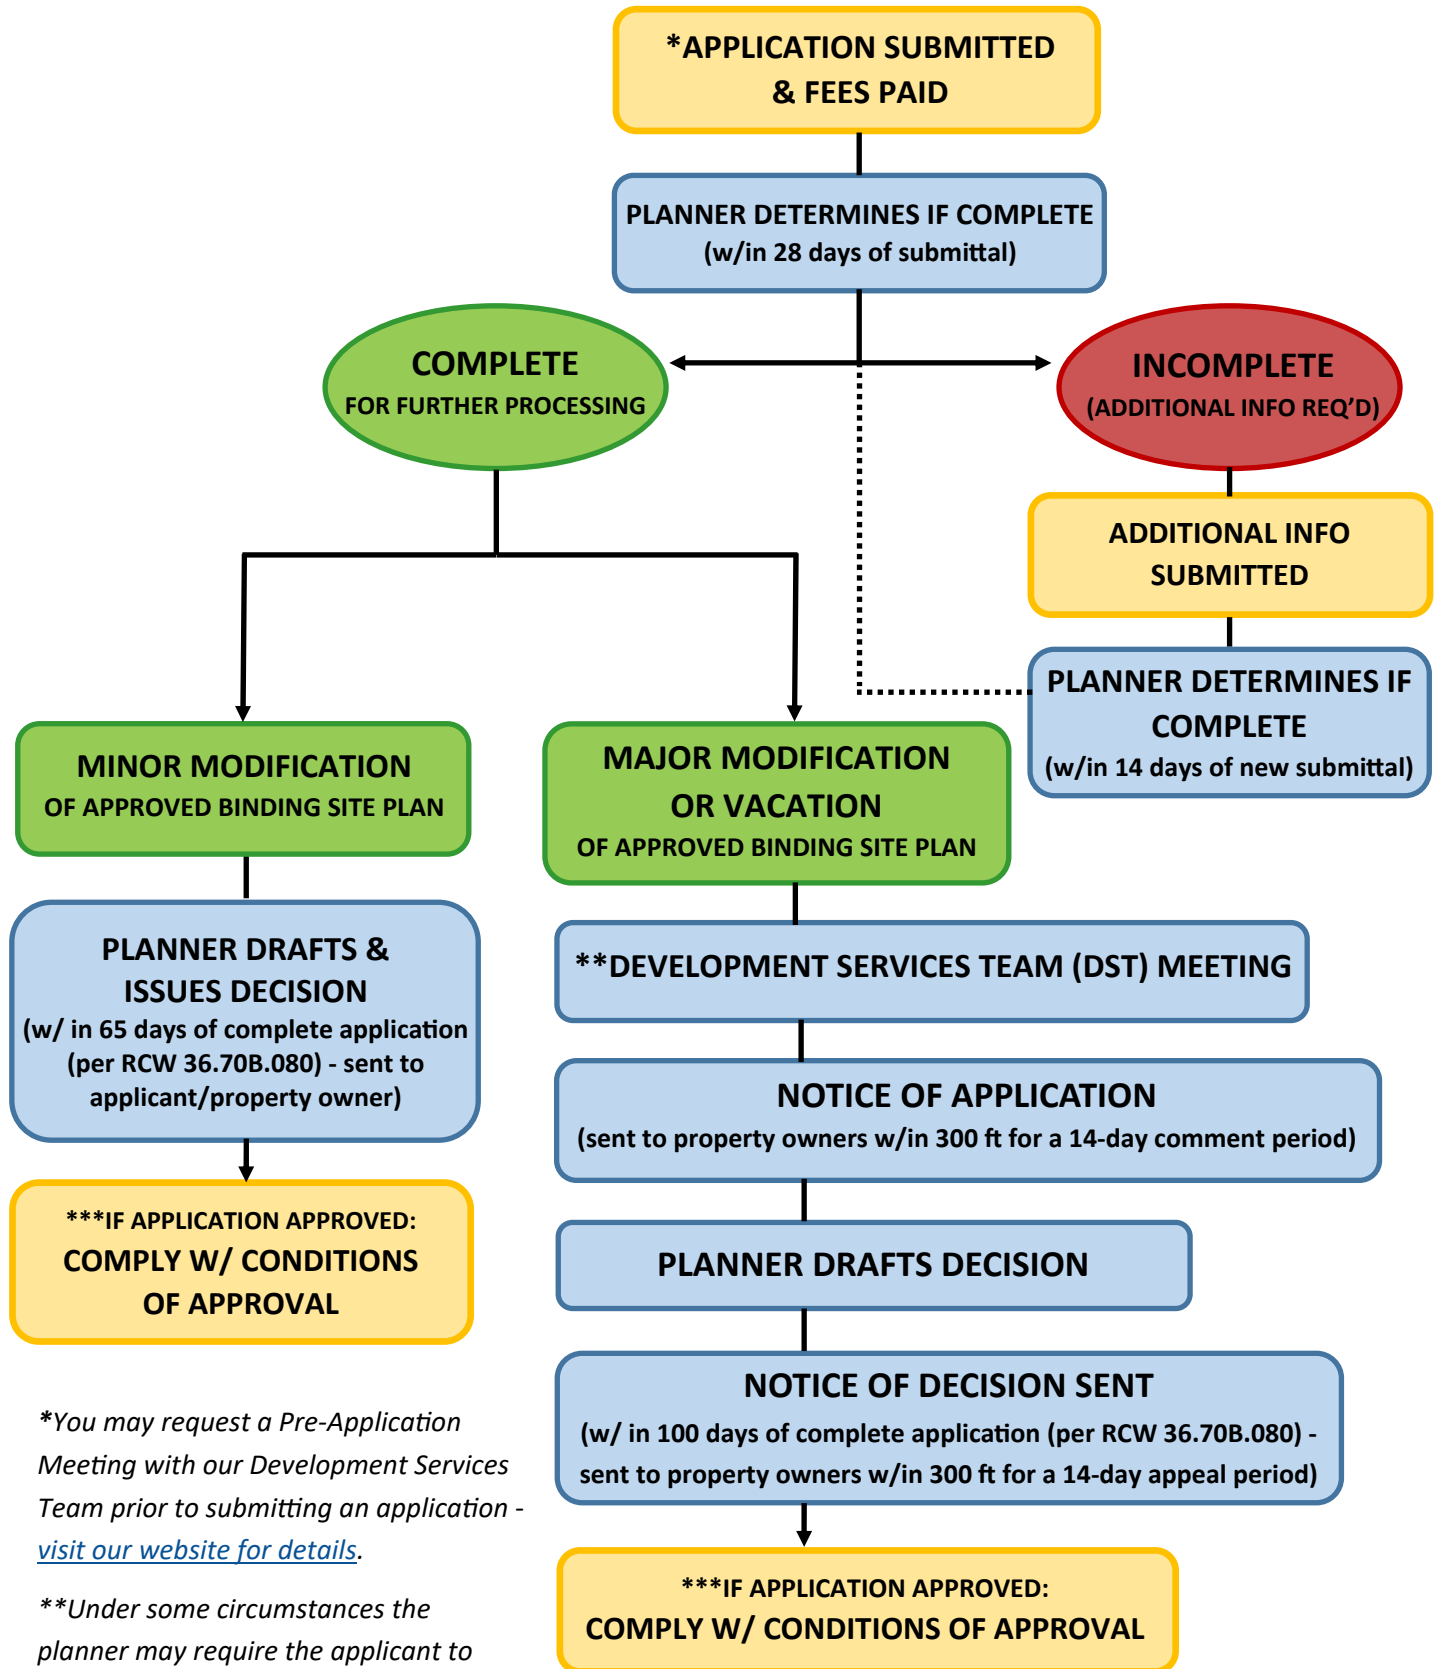 *APPLICATION SUBMITTED
& FEES PAID
PLANNER DETERMINES IF COMPLETE
(w/in 28 days of submittal)
COMPLETE
FOR FURTHER PROCESSING
INCOMPLETE
(ADDITIONAL INFO REQ’D)
ADDITIONAL INFO
SUBMITTED
PLANNER DETERMINES IF
COMPLETE
(w/in 14 days of new submittal)
MINOR MODIFICATION
OF APPROVED BINDING SITE PLAN
PLANNER DRAFTS &
ISSUES DECISION
(w/ in 65 days of complete application
(per RCW 36.70B.080) - sent to
applicant/property owner)
***IF APPLICATION APPROVED:
COMPLY W/ CONDITIONS
OF APPROVAL
MAJOR MODIFICATION
OR VACATION
OF APPROVED BINDING SITE PLAN
**DEVELOPMENT SERVICES TEAM (DST) MEETING
NOTICE OF APPLICATION
(sent to property owners w/in 300 ft for a 14-day comment period)
PLANNER DRAFTS DECISION
NOTICE OF DECISION SENT
(w/ in 100 days of complete application (per RCW 36.70B.080) -
sent to property owners w/in 300 ft for a 14-day appeal period)
***IF APPLICATION APPROVED:
COMPLY W/ CONDITIONS OF APPROVAL
*You may request a Pre-Application
Meeting with our Development Services
Team prior to submitting an application -
visit our website for details.
**Under some circumstances the
planner may require the applicant to